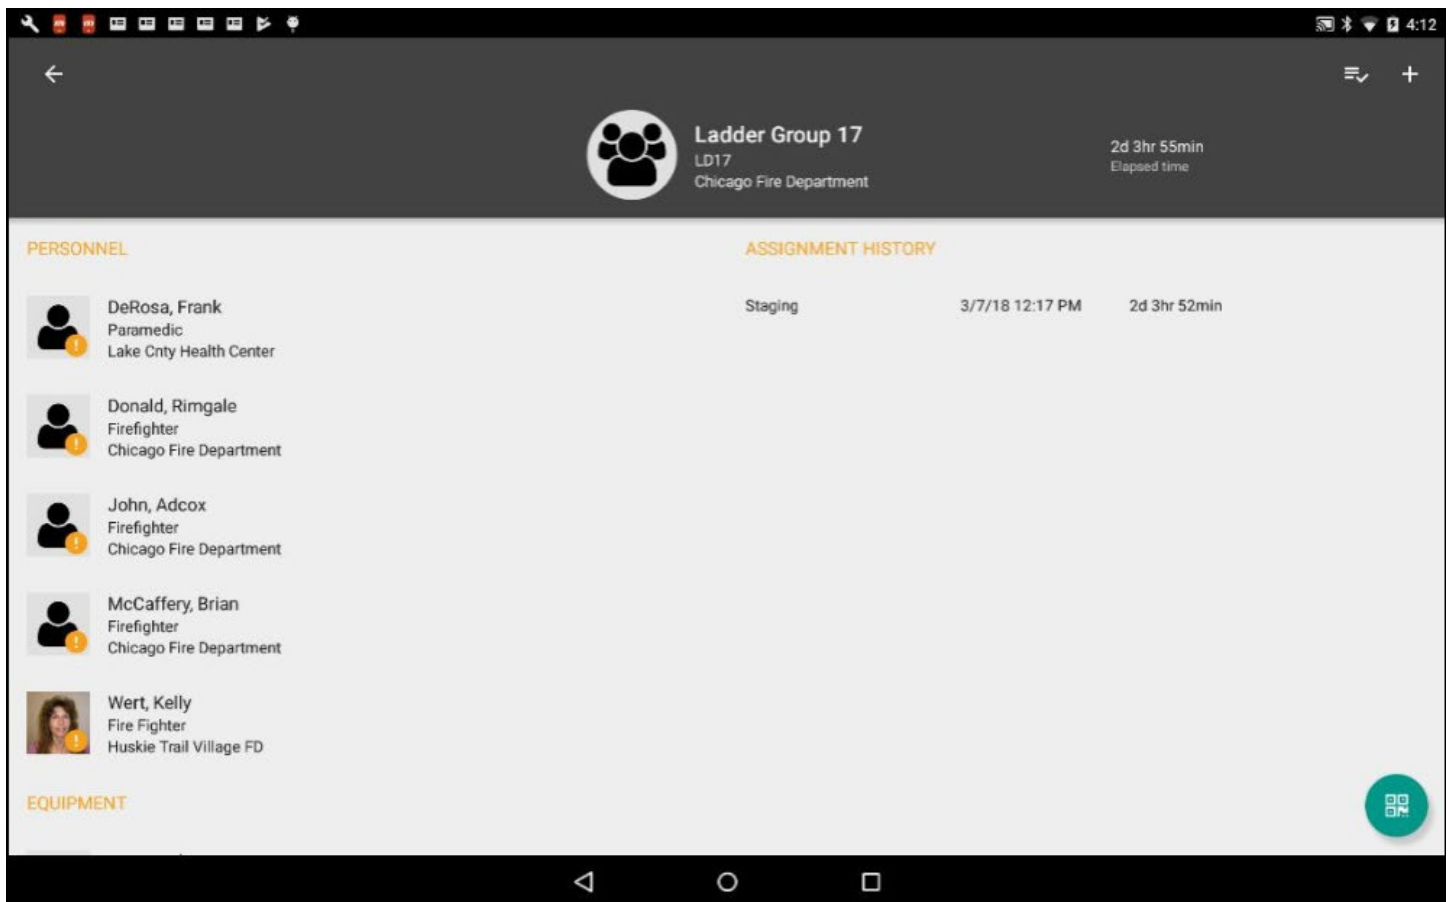 4:12
Ladder Group 17
LD17
Chicago Fire Department
2d 3hr 55min
Elapsed time
PERSONNEL
DeRosa, Frank
Paramedic
Lake Cnty Health Center
Donald, Rimgale
Firefighter
Chicago Fire Department
John, Adcox
Firefighter
Chicago Fire Department
McCaffery, Brian
Firefighter
Chicago Fire Department
Wert, Kelly
Fire Fighter
Huskie Trail Village FD
EQUIPMENT
ASSIGNMENT HISTORY
Staging 3/7/18 12:17 PM 2d 3hr 52min